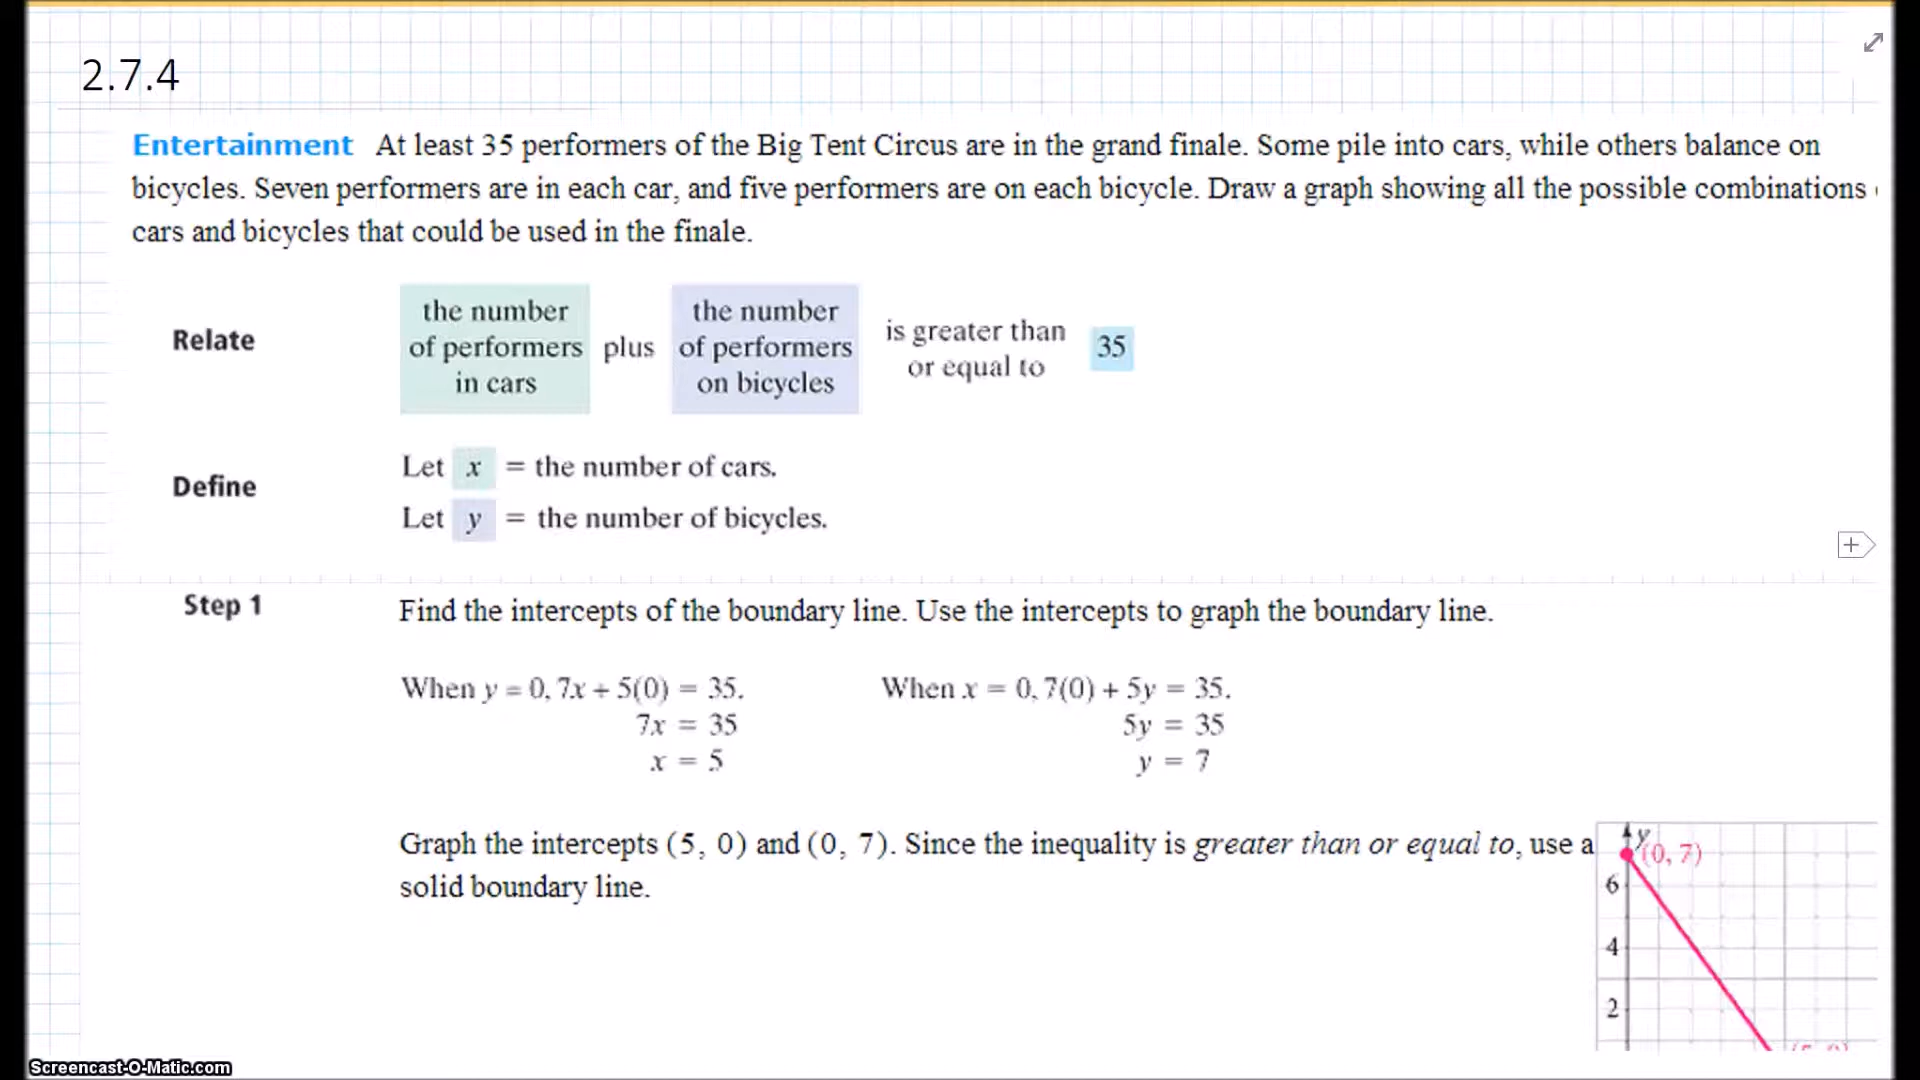 2.7.4
Entertainment At least 35 performers of the Big Tent Circus are in the grand finale. Some pile into cars, while others balance on
bicycles. Seven performers are in each car, and five performers are on each bicycle. Draw a graph showing all the possible combinations
cars and bicycles that could be used in the finale.
Relate
the number
of performers
in cars
plus
the number
of performers
on bicycles
is greater than
or equal to
35
Define
Let x = the number of cars.
Let y = the number of bicycles.
Step 1
Find the intercepts of the boundary line. Use the intercepts to graph the boundary line.
When y = 0, 7x + 5(0) = 35.
7x = 35
x = 5
When x = 0, 7(0) + 5y = 35.
5y = 35
y = 7
Graph the intercepts (5, 0) and (0, 7). Since the inequality is greater than or equal to, use a
solid boundary line.
y
(0, 7)
6
4
2
Screencast-O-Matic.com